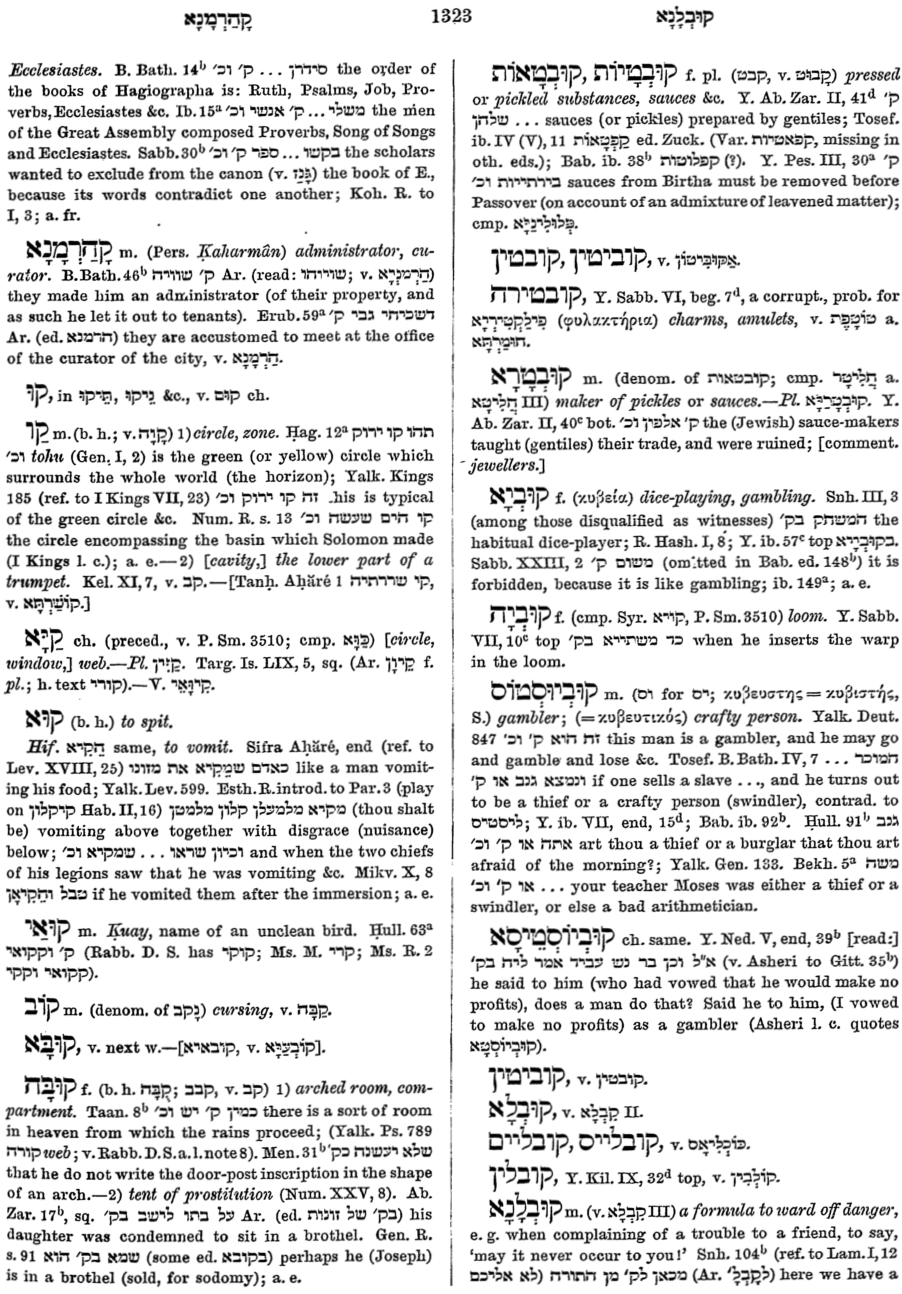 קָהַרְמָנָא
1323
קוּבְלָנָא
Ecclesiastes. B. Bath. 14ᵇ סידרן ... ק' וכ' the order of
the books of Hagiographa is: Ruth, Psalms, Job, Pro-
verbs, Ecclesiastes &c. Ib. 15ᵃ משלי ... ק' אנשי וכ' the men
of the Great Assembly composed Proverbs, Song of Songs
and Ecclesiastes. Sabb. 30ᵇ בקשו ... ספר ק' וכ' the scholars
wanted to exclude from the canon (v. גָּנַז) the book of E.,
because its words contradict one another; Koh. R. to
I, 3; a. fr.
קָהַרְמָנָא m. (Pers. Ḳaharmân) administrator, cu-
rator. B. Bath. 46ᵇ שוויה ק' Ar. (read: שויוהו; v. הַרְמַנְיָא)
they made him an administrator (of their property, and
as such he let it out to tenants). Erub. 59ᵃ דשכיחי גבי ק'
Ar. (ed. הרמנא) they are accustomed to meet at the office
of the curator of the city, v. הַרְמָנָא.
קו, in תֵּיקוּ, נֵיקוּ &c., v. קוּם ch.
קַו m. (b. h.; v. קָוָה) 1) circle, zone. Ḥag. 12ᵃ תהו קו ירוק
וכ' tohu (Gen. I, 2) is the green (or yellow) circle which
surrounds the whole world (the horizon); Yalk. Kings
185 (ref. to I Kings VII, 23) זה קו ירוק וכ' .his is typical
of the green circle &c. Num. R. s. 13 קו הים שעשה וכ'
the circle encompassing the basin which Solomon made
(I Kings l. c.); a. e.—2) [cavity,] the lower part of a
trumpet. Kel. XI, 7, v. קב.—[Tanḥ. Aḥăré 1 קי שררתיה,
v. קוֹשַׁרְתָּא.]
קַוָּא ch. (preced., v. P. Sm. 3510; cmp. כַּוָּא) [circle,
window,] web.—Pl. קַוִּין. Targ. Is. LIX, 5, sq. (Ar. קַיוָן f.
pl.; h. text קורי).—V. קַוָּאֵי.
קוּא (b. h.) to spit.
Hif. הֵקִיא same, to vomit. Sifra Aḥăré, end (ref. to
Lev. XVIII, 25) כאדם שֶׁמֵּקִיא את מזונו like a man vomit-
ing his food; Yalk. Lev. 599. Esth. R. introd. to Par. 3 (play
on קיקלון Hab. II, 16) מקיא מלמעלן קלון מלמטן (thou shalt
be) vomiting above together with disgrace (nuisance)
below; וכיון שראו ... שמקיא וכ' and when the two chiefs
of his legions saw that he was vomiting &c. Mikv. X, 8
טבל וֶהֱקִיאָן if he vomited them after the immersion; a. e.
קוּאַי m. Ḳuay, name of an unclean bird. Ḥull. 63ᵃ
ק' וקקואי (Rabb. D. S. has קוקי; Ms. M. קרי; Ms. R. 2
קקואי וקקי).
קוֹב m. (denom. of נָקַב) cursing, v. קַבָּה.
קוּבָּא, v. next w.—[קובאיא, v. קוֹבְעַיָּא].
קוּבָּה f. (b. h. קֻבָּה; קבב, v. קב) 1) arched room, com-
partment. Taan. 8ᵇ כמין ק' יש וכ' there is a sort of room
in heaven from which the rains proceed; (Yalk. Ps. 789
קורה web; v. Rabb. D. S. a. l. note 8). Men. 31ᵇ שלא יעשנה כק'
that he do not write the door-post inscription in the shape
of an arch.—2) tent of prostitution (Num. XXV, 8). Ab.
Zar. 17ᵇ, sq. על בתו לישב בק' Ar. (ed. בק' של זונות) his
daughter was condemned to sit in a brothel. Gen. R.
s. 91 שמא בק' הוא (some ed. בקובא) perhaps he (Joseph)
is in a brothel (sold, for sodomy); a. e.
קוּבְטָיוֹת, קוּבְטָאוֹת f. pl. (קבט, v. קָבוּט) pressed
or pickled substances, sauces &c. Y. Ab. Zar. II, 41ᵈ ק'
שלהן ... sauces (or pickles) prepared by gentiles; Tosef.
ib. IV (V), 11 קַפְּטָאוֹת ed. Zuck. (Var. קפאטיות, missing in
oth. eds.); Bab. ib. 38ᵇ קפלוטות (?). Y. Pes. III, 30ᵃ ק'
בירתייות וכ' sauces from Birtha must be removed before
Passover (on account of an admixture of leavened matter);
cmp. פְּלוּלִרְנַיָּא.
קוביטין, קובטין, v. אַקּוּבִּיטוֹן.
קובטירה, Y. Sabb. VI, beg. 7ᵈ, a corrupt., prob. for
פִּילַקְטִירְיָא (φυλακτήρια) charms, amulets, v. טוֹטֶפֶת a.
חוּמַרְתָּא.
קוּבְטָרָא m. (denom. of קובטאות; cmp. חֲלִיטָר a.
חֲלִיטָא III) maker of pickles or sauces.—Pl. קוּבְטָרַיָּא. Y.
Ab. Zar. II, 40ᶜ bot. ק' אלפין וכ' the (Jewish) sauce-makers
taught (gentiles) their trade, and were ruined; [comment.
jewellers.]
קוּבְיָא f. (κυβεία) dice-playing, gambling. Snh. III, 3
(among those disqualified as witnesses) המשחק בק' the
habitual dice-player; R. Hash. I, 8; Y. ib. 57ᶜ top בקובייא.
Sabb. XXIII, 2 משום ק' (om:tted in Bab. ed. 148ᵇ) it is
forbidden, because it is like gambling; ib. 149ᵃ; a. e.
קוּבְיָה f. (cmp. Syr. קויא, P. Sm. 3510) loom. Y. Sabb.
VII, 10ᶜ top כד משתייא בק' when he inserts the warp
in the loom.
קוּבְיוּסְטוֹס m. (וס for יס; κυβευστης = κυβιστής,
S.) gambler; (= κυβευτικός) crafty person. Yalk. Deut.
847 זה הוא ק' וכ' this man is a gambler, and he may go
and gamble and lose &c. Tosef. B. Bath. IV, 7 המוכר ...
ונמצא גנב או ק' if one sells a slave ..., and he turns out
to be a thief or a crafty person (swindler), contrad. to
ליסטיס; Y. ib. VII, end, 15ᵈ; Bab. ib. 92ᵇ. Ḥull. 91ᵇ גנב
אתה או ק' וכ' art thou a thief or a burglar that thou art
afraid of the morning?; Yalk. Gen. 133. Bekh. 5ᵃ משה
... או ק' וכ' your teacher Moses was either a thief or a
swindler, or else a bad arithmetician.
קוּבְיוֹסְטֵיסָא ch. same. Y. Ned. V, end, 39ᵇ [read:]
א"ל וכן בר נש עביד אמר ליה בק' (v. Asheri to Gitt. 35ᵇ)
he said to him (who had vowed that he would make no
profits), does a man do that? Said he to him, (I vowed
to make no profits) as a gambler (Asheri l. c. quotes
קוּבְיוֹסְטָא).
קוביטין, v. קובטין.
קוּבְלָא, v. קַבְלָא II.
קובלייס, קובליים, v. כּוֹכְלִיאָס.
קובלין, Y. Kil. IX, 32ᵈ top, v. קוֹלְבִין.
קוּבְלָנָא m. (v. קַבְלָא III) a formula to ward off danger,
e. g. when complaining of a trouble to a friend, to say,
'may it never occur to you!' Snh. 104ᵇ (ref. to Lam. I, 12
לא אליכם) מכאן לק' מן התורה (Ar. לְקַבְלָ') here we have a